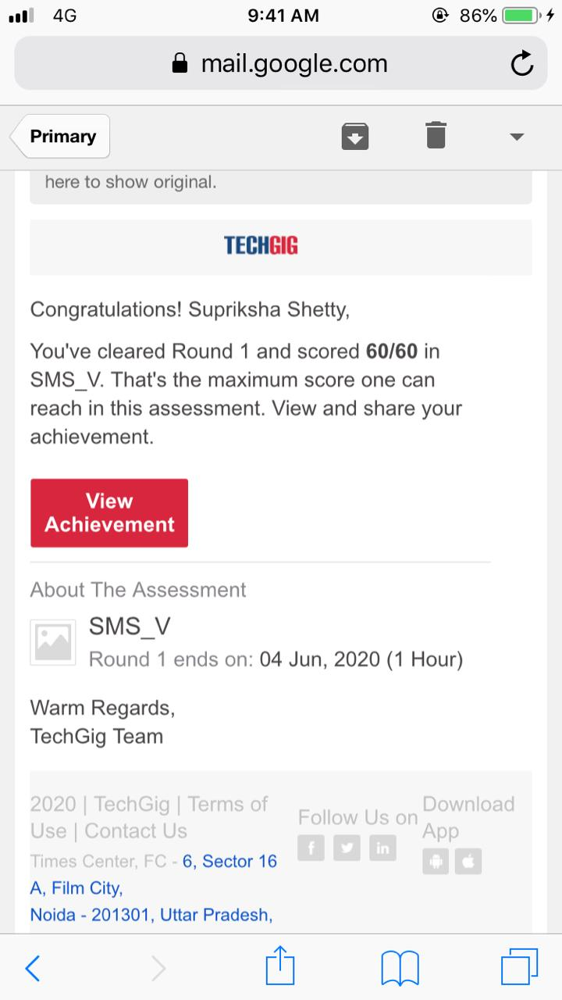 4G 9:41 AM 86%
mail.google.com
Primary
here to show original.
TECHGIG
Congratulations! Supriksha Shetty,
You've cleared Round 1 and scored 60/60 in
SMS_V. That's the maximum score one can
reach in this assessment. View and share your
achievement.
View
Achievement
About The Assessment
SMS_V
Round 1 ends on: 04 Jun, 2020 (1 Hour)
Warm Regards,
TechGig Team
2020 | TechGig | Terms of
Use | Contact Us
Times Center, FC - 6, Sector 16
A, Film City,
Noida - 201301, Uttar Pradesh,
Follow Us on
Download
App